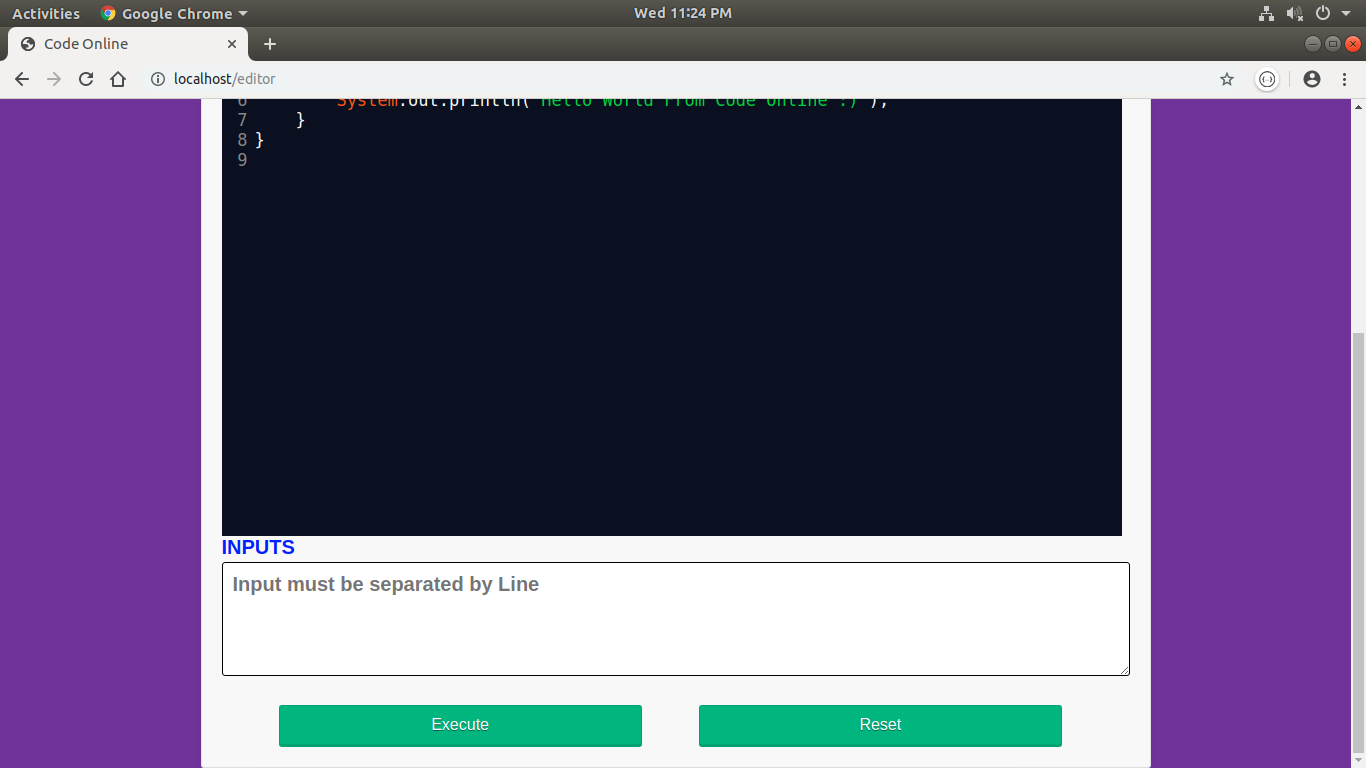 Activities Google Chrome Wed 11:24 PM
Code Online
localhost/editor
6 System.out.println("Hello World From Code Online :)");
7 }
8 }
9
INPUTS
Input must be separated by Line
Execute Reset